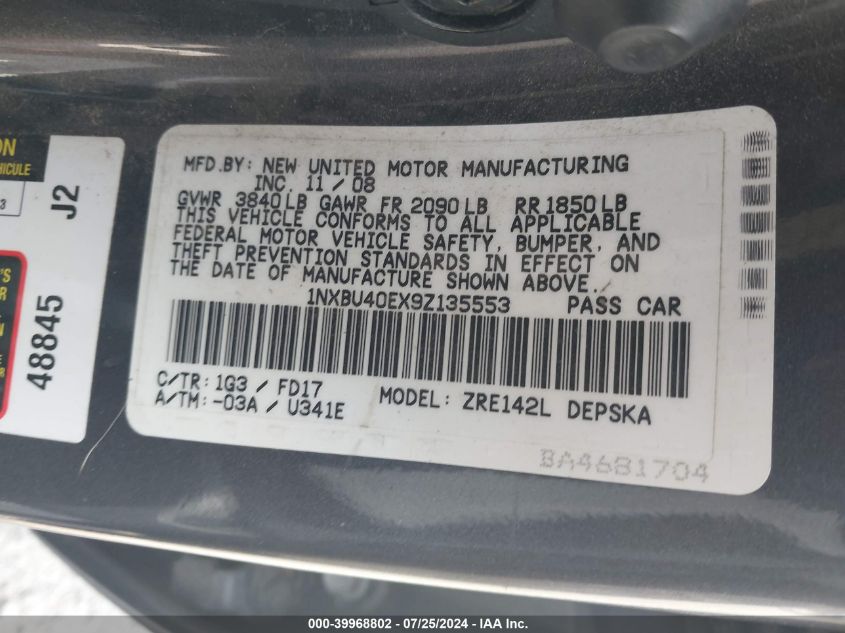 ON
HICULE
3
J2
'S
R
N
E
R
48845
MFD.BY: NEW UNITED MOTOR MANUFACTURING
INC. 11/08
GVWR 3840LB GAWR FR 2090LB RR 1850LB
THIS VEHICLE CONFORMS TO ALL APPLICABLE
FEDERAL MOTOR VEHICLE SAFETY, BUMPER, AND
THEFT PREVENTION STANDARDS IN EFFECT ON
THE DATE OF MANUFACTURE SHOWN ABOVE.
1NXBU40EX9Z135553 PASS CAR
C/TR: 1G3 / FD17
A/TM: -03A / U341E
MODEL: ZRE142L DEPSKA
BA4681704
000-39968802 - 07/25/2024 - IAA Inc.